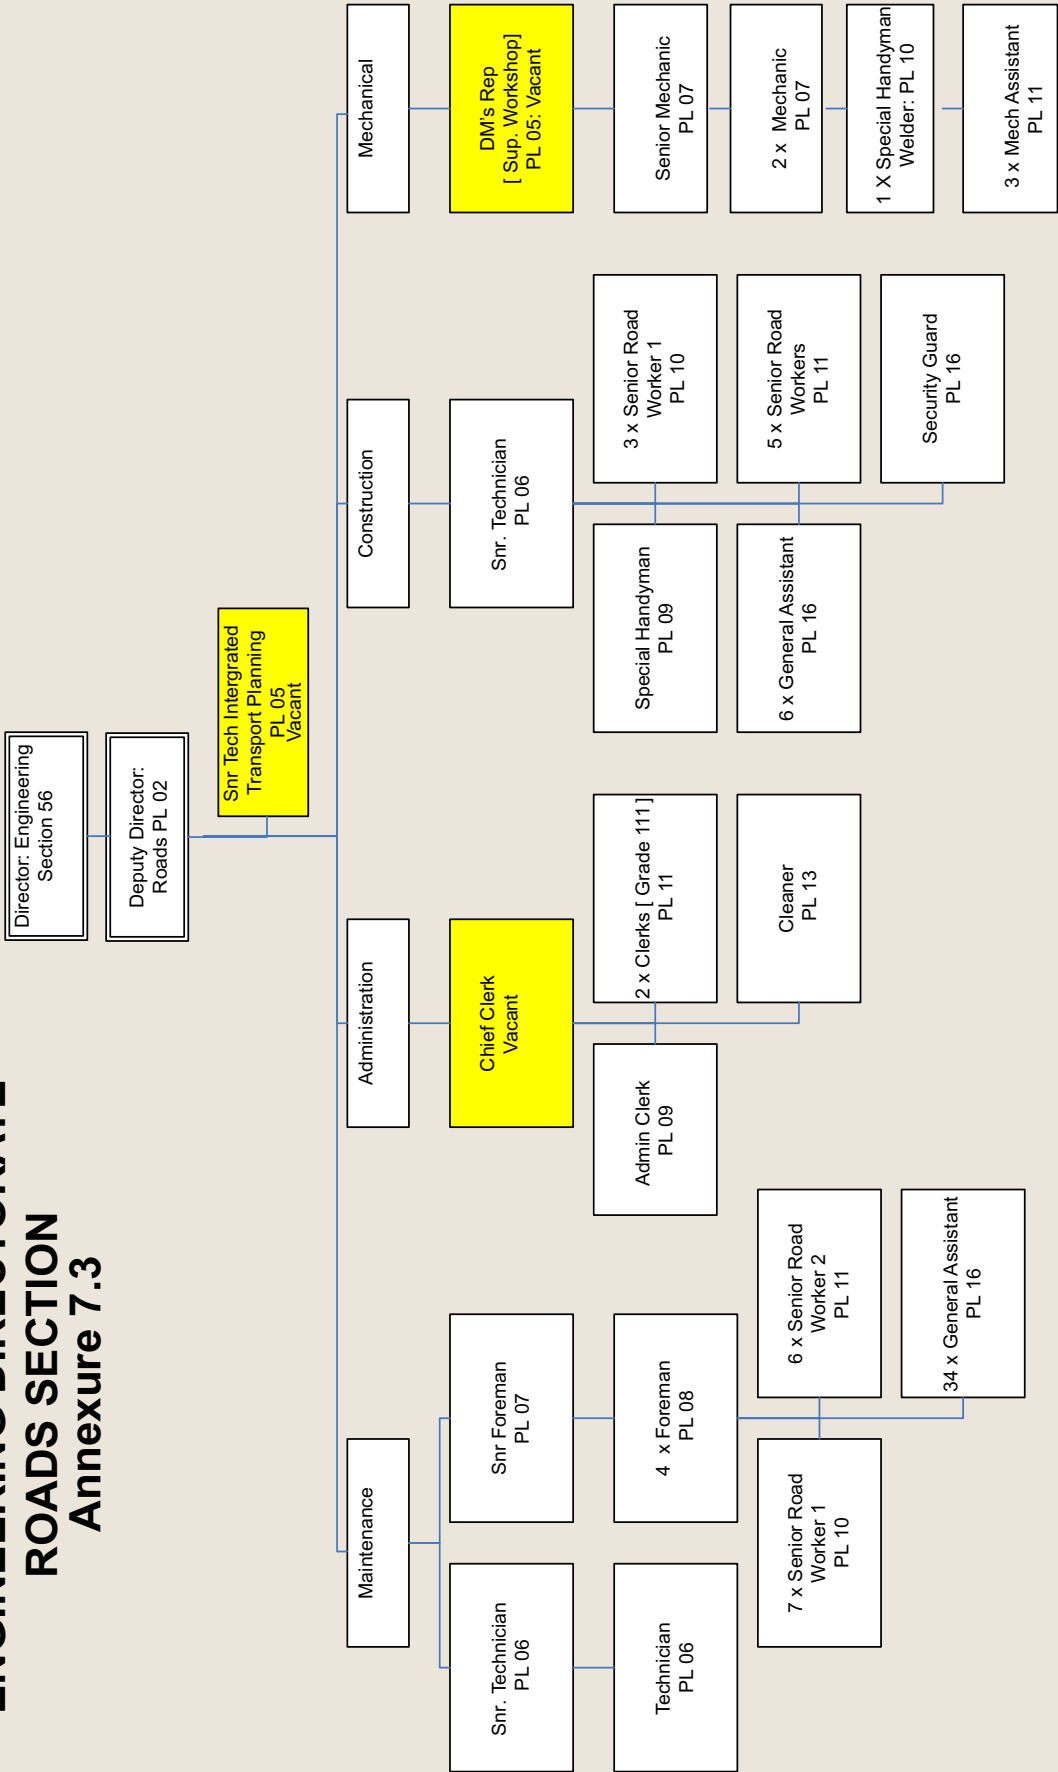 ROADS SECTION
Annexure 7.3
Director: Engineering
Section 56
Deputy Director:
Roads PL 02
Snr Tech Intergrated
Transport Planning
PL 05
Vacant
Maintenance
Administration
Construction
Mechanical
Snr. Technician
PL 06
Snr Foreman
PL 07
Chief Clerk
Vacant
Snr. Technician
PL 06
DM's Rep
[ Sup. Workshop]
PL 05: Vacant
Technician
PL 06
4 x Foreman
PL 08
7 x Senior Road
Worker 1
PL 10
6 x Senior Road
Worker 2
PL 11
34 x General Assistant
PL 16
Admin Clerk
PL 09
2 x Clerks [ Grade 111 ]
PL 11
Cleaner
PL 13
Special Handyman
PL 09
3 x Senior Road
Worker 1
PL 10
6 x General Assistant
PL 16
5 x Senior Road
Workers
PL 11
Security Guard
PL 16
Senior Mechanic
PL 07
2 x Mechanic
PL 07
1 X Special Handyman
Welder: PL 10
3 x Mech Assistant
PL 11